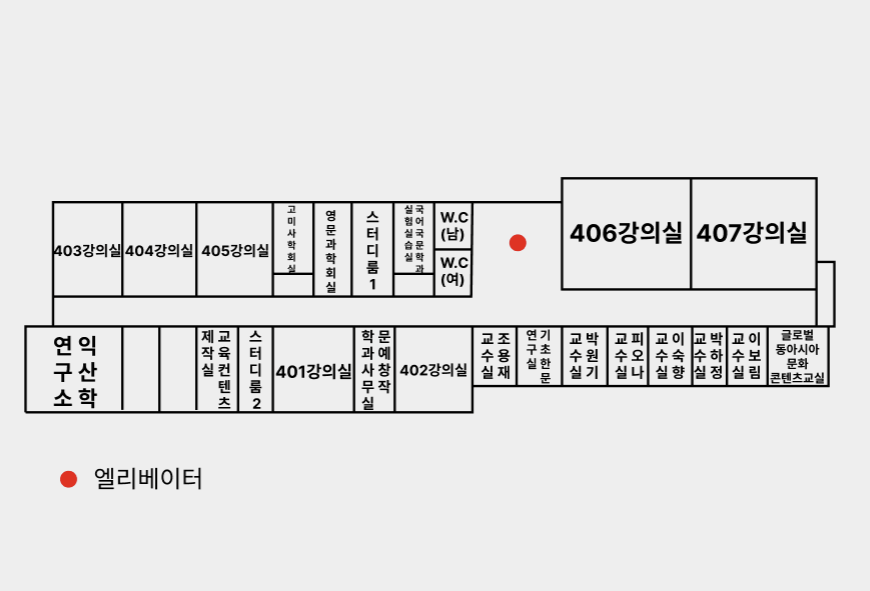 403강의실
404강의실
405강의실
고미사학회실
영문과학회실
스터디룸1
국어국문학과
실험실습실
W.C
(남)
W.C
(여)
406강의실
407강의실
익산학
연구소
교육컨텐츠
제작실
스터디룸2
401강의실
문예창작
학과사무실
402강의실
조용재
교수실
기초한문
연구실
박원기
교수실
피오나
교수실
이숙향
교수실
박하정
교수실
이보림
교수실
글로벌
동아시아
문화
콘텐츠교실
엘리베이터